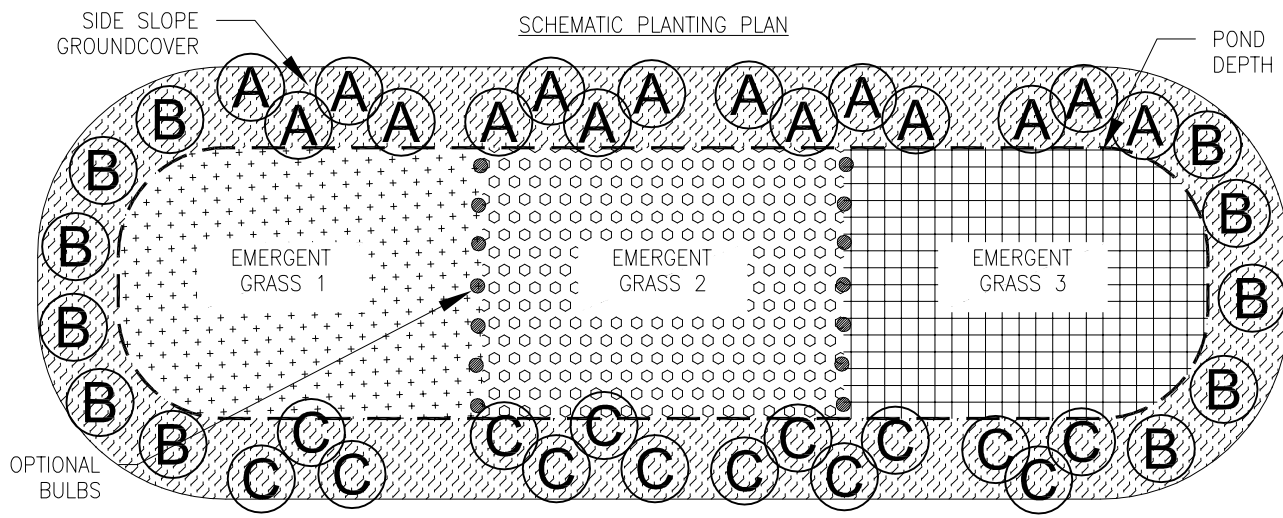 SCHEMATIC PLANTING PLAN
SIDE SLOPE
GROUNDCOVER
POND
DEPTH
A A A A A A A A A A A A A A A
B
B
B
B
B
B
B
B
B
B
B
EMERGENT
GRASS 1
EMERGENT
GRASS 2
EMERGENT
GRASS 3
C C C C C C C C C C C C C C
OPTIONAL
BULBS